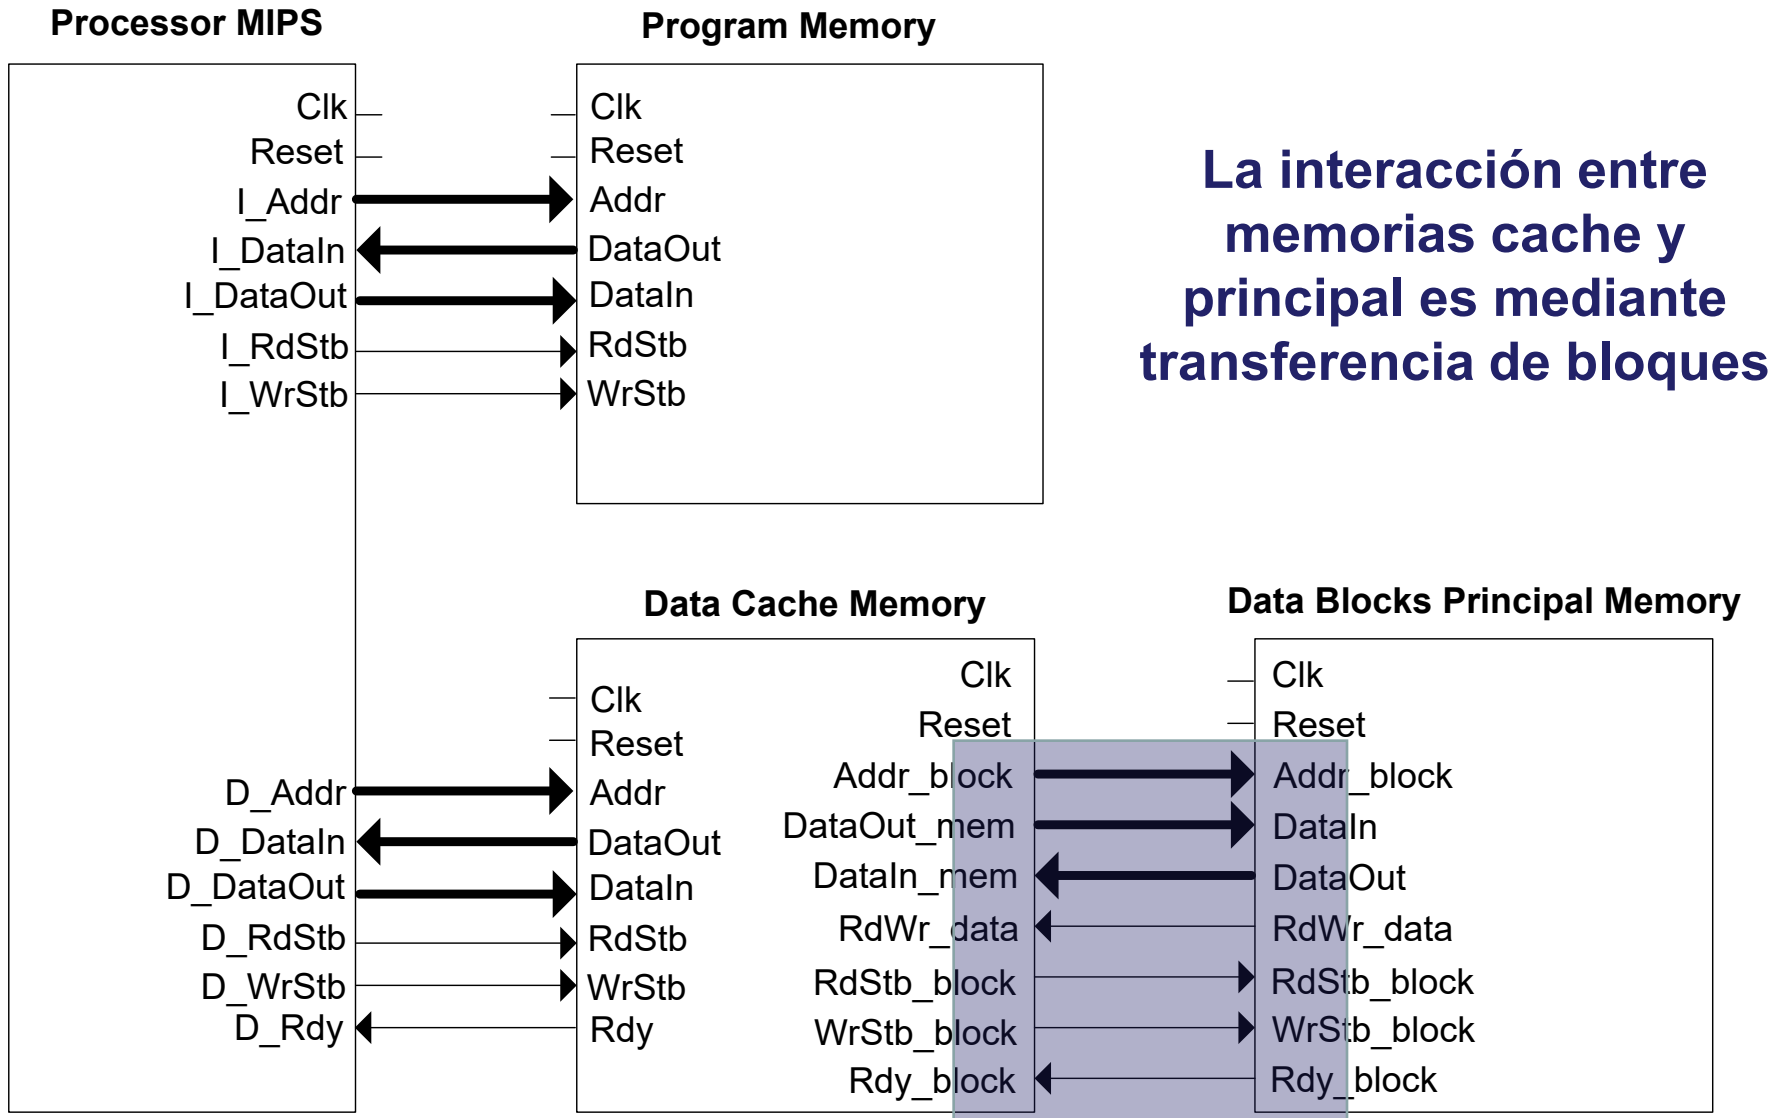 Processor MIPS
Program Memory
Clk
Reset
I_Addr
I_DataIn
I_DataOut
I_RdStb
I_WrStb
Clk
Reset
Addr
DataOut
DataIn
RdStb
WrStb
La interacción entre
memorias cache y
principal es mediante
transferencia de bloques
Data Cache Memory
Data Blocks Principal Memory
D_Addr
D_DataIn
D_DataOut
D_RdStb
D_WrStb
D_Rdy
Clk
Reset
Addr
DataOut
DataIn
RdStb
WrStb
Rdy
Clk
Reset
Addr_block
DataOut_mem
DataIn_mem
RdWr_data
RdStb_block
WrStb_block
Rdy_block
Clk
Reset
Addr_block
DataIn
DataOut
RdWr_data
RdStb_block
WrStb_block
Rdy_block